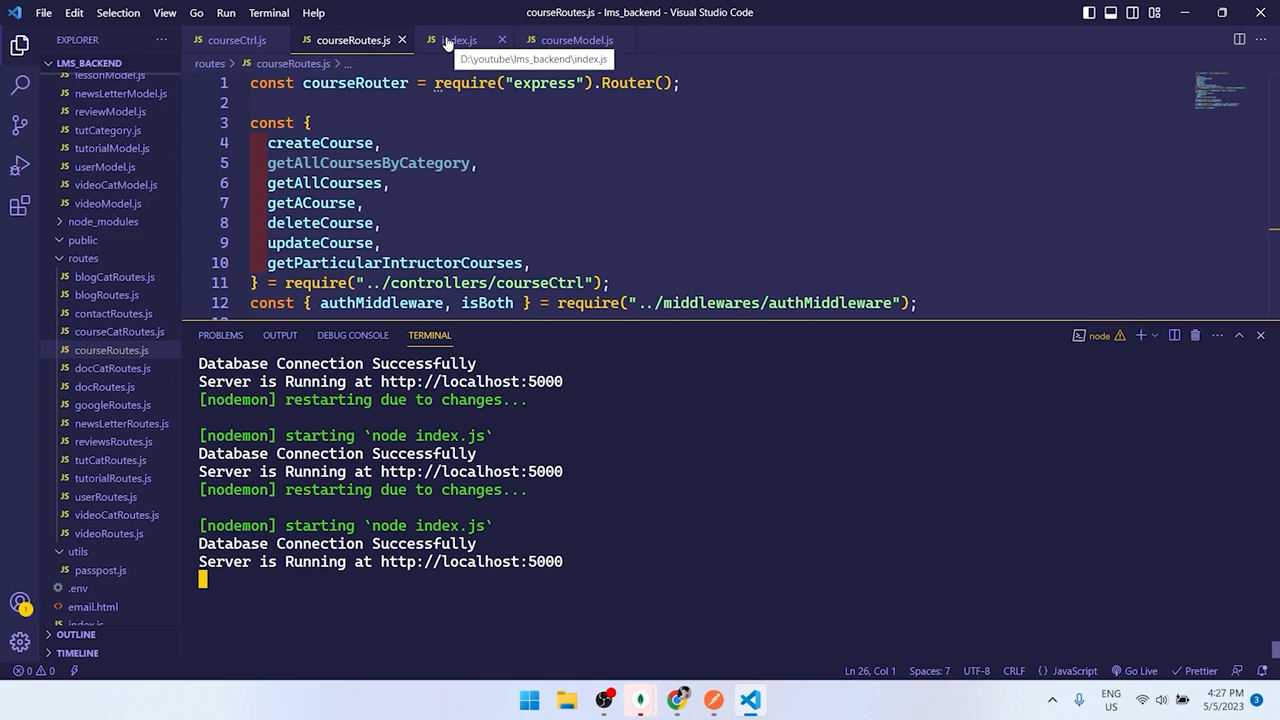 File Edit Selection View Go Run Terminal Help
courseRoutes.js - lms_backend - Visual Studio Code
EXPLORER
courseCtrl.js
courseRoutes.js
index.js
courseModel.js
D:\youtube\lms_backend\index.js
LMS_BACKEND
lessonModel.js
newsLetterModel.js
reviewModel.js
tutCategory.js
tutorialModel.js
userModel.js
videoCatModel.js
videoModel.js
node_modules
public
routes
blogCatRoutes.js
blogRoutes.js
contactRoutes.js
courseCatRoutes.js
courseRoutes.js
docCatRoutes.js
docRoutes.js
googleRoutes.js
newsLetterRoutes.js
reviewsRoutes.js
tutCatRoutes.js
tutorialRoutes.js
userRoutes.js
videoCatRoutes.js
videoRoutes.js
utils
passpost.js
.env
email.html
index.js
OUTLINE
TIMELINE
routes > courseRoutes.js > ...
1 const courseRouter = require("express").Router();
2
3 const {
4 createCourse,
5 getAllCoursesByCategory,
6 getAllCourses,
7 getACourse,
8 deleteCourse,
9 updateCourse,
10 getParticularIntructorCourses,
11 } = require("../controllers/courseCtrl");
12 const { authMiddleware, isBoth } = require("../middlewares/authMiddleware");
PROBLEMS OUTPUT DEBUG CONSOLE TERMINAL
node
Database Connection Successfully
Server is Running at http://localhost:5000
[nodemon] restarting due to changes...
[nodemon] starting `node index.js`
Database Connection Successfully
Server is Running at http://localhost:5000
[nodemon] restarting due to changes...
[nodemon] starting `node index.js`
Database Connection Successfully
Server is Running at http://localhost:5000
0 0
Ln 26, Col 1 Spaces: 7 UTF-8 CRLF {} JavaScript Go Live Prettier
ENG
US
4:27 PM
5/5/2023
3
1